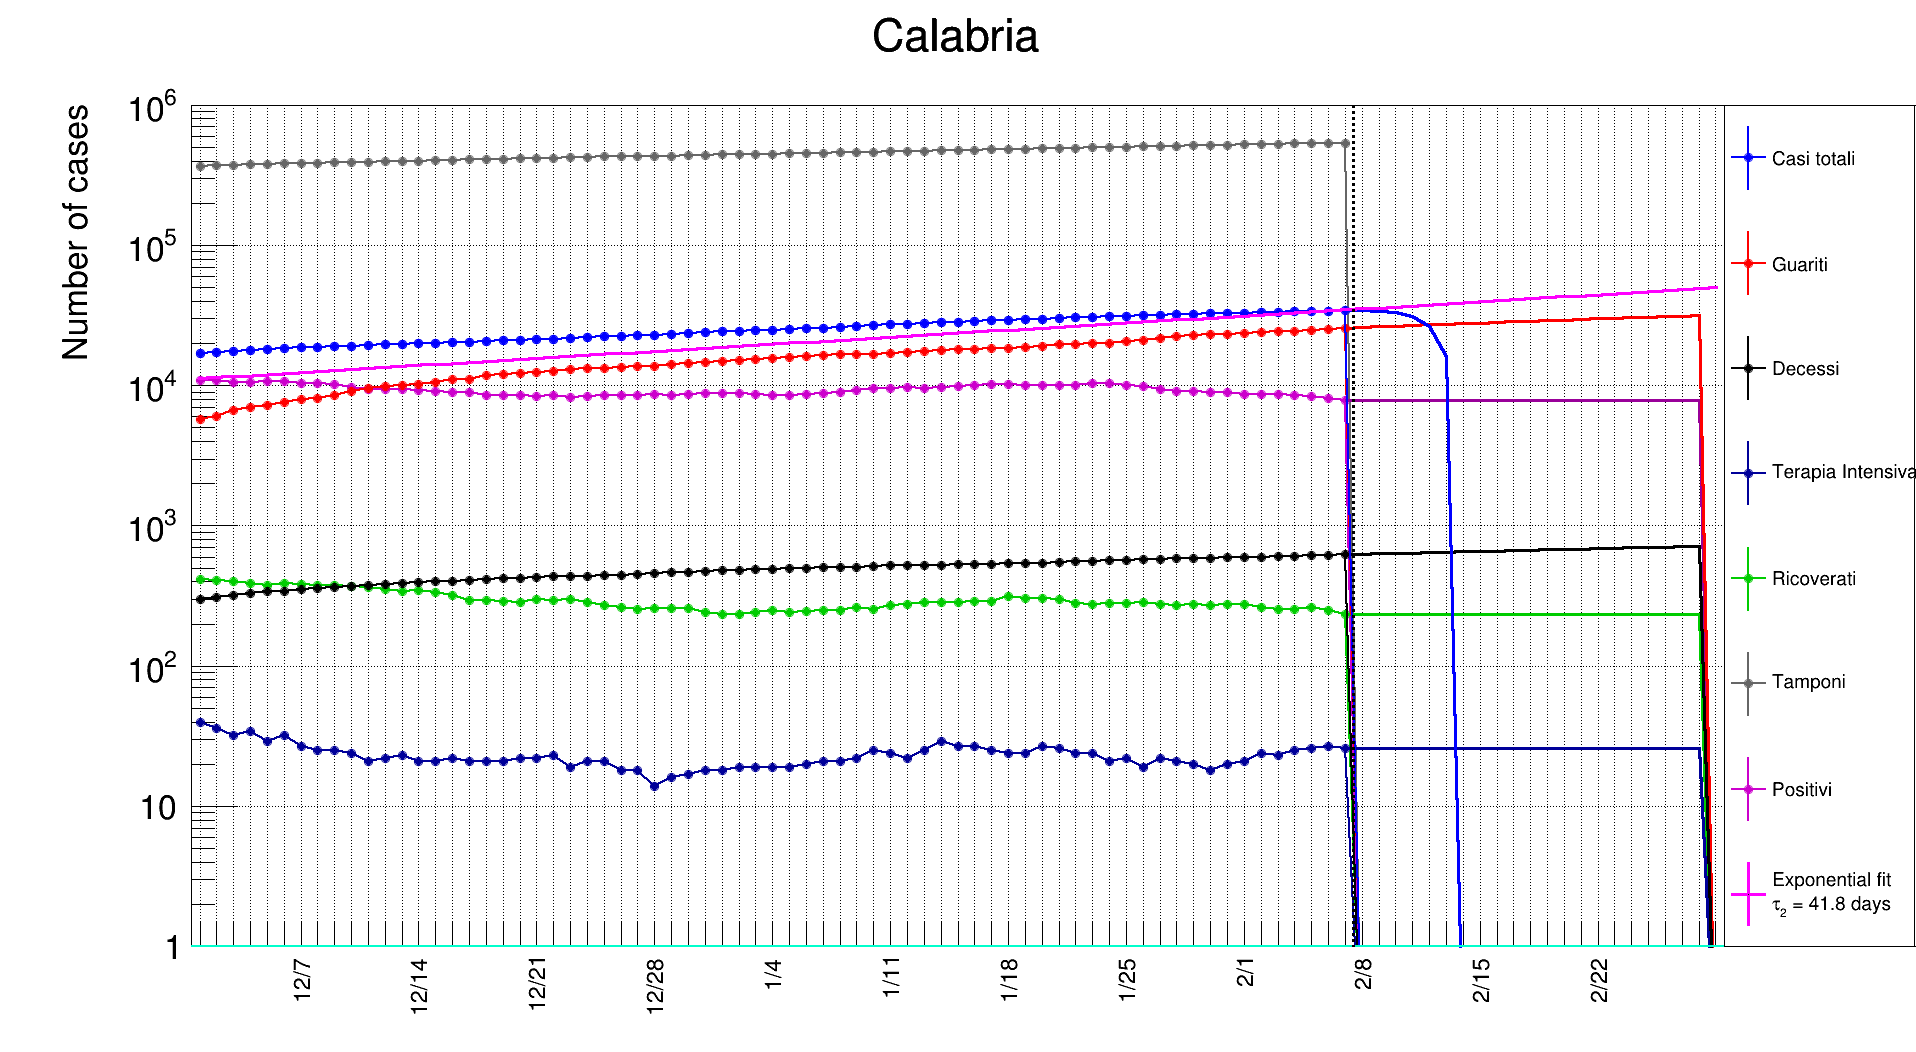 Calabria
Number of cases
10^6
10^5
10^4
10^3
10^2
10
1
12/7
12/14
12/21
12/28
1/4
1/11
1/18
1/25
2/1
2/8
2/15
2/22
Casi totali
Guariti
Decessi
Terapia Intensiva
Ricoverati
Tamponi
Positivi
Exponential fit
τ_2 = 41.8 days